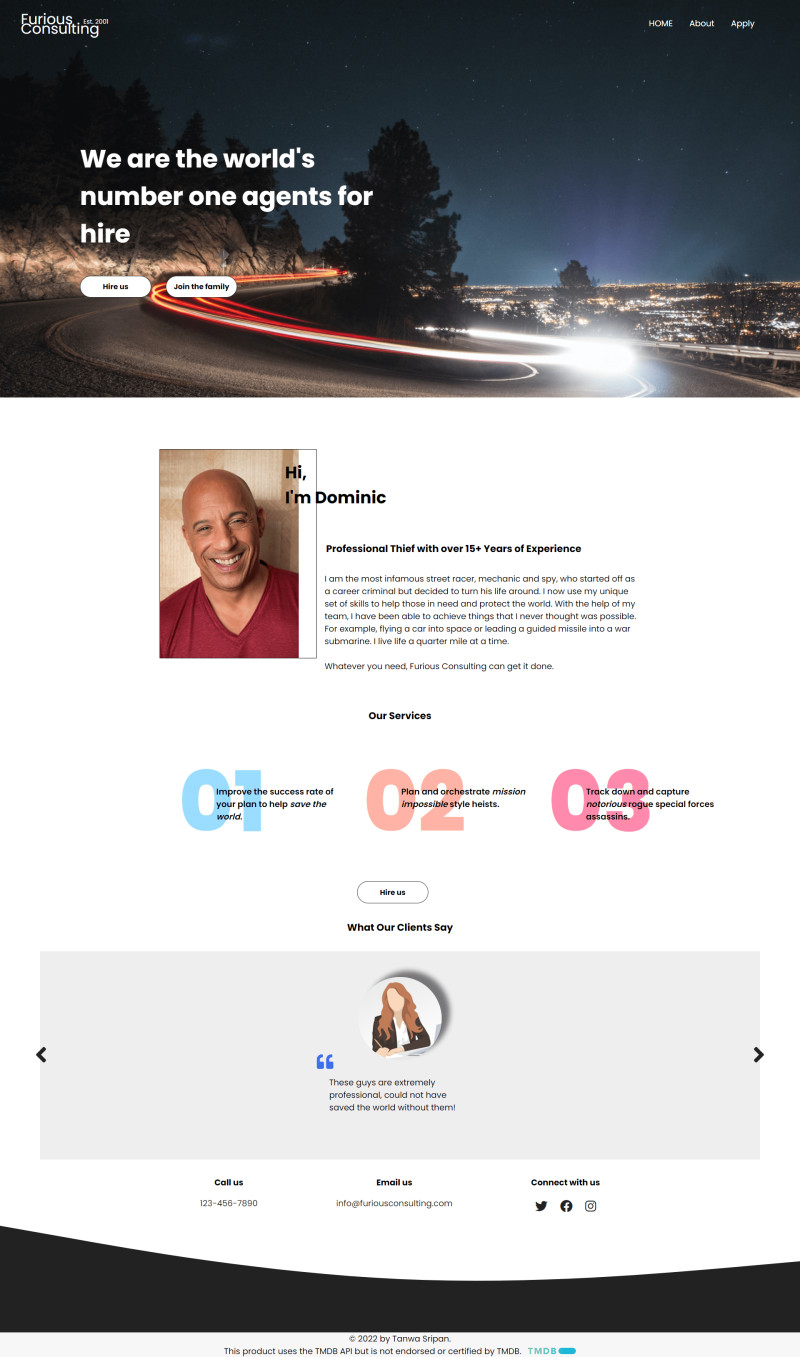 Furious Est. 2001
Consulting
HOME About Apply
We are the world's
number one agents for
hire
Hire us Join the family
Hi,
I'm Dominic
Professional Thief with over 15+ Years of Experience
I am the most infamous street racer, mechanic and spy, who started off as
a career criminal but decided to turn his life around. I now use my unique
set of skills to help those in need and protect the world. With the help of my
team, I have been able to achieve things that I never thought was possible.
For example, flying a car into space or leading a guided missile into a war
submarine. I live life a quarter mile at a time.
Whatever you need, Furious Consulting can get it done.
Our Services
01
Improve the success rate of
your plan to help save the
world.
02
Plan and orchestrate mission
impossible style heists.
03
Track down and capture
notorious rogue special forces
assassins.
Hire us
What Our Clients Say
These guys are extremely
professional, could not have
saved the world without them!
Call us
123-456-7890
Email us
info@furiousconsulting.com
Connect with us
© 2022 by Tanwa Sripan.
This product uses the TMDB API but is not endorsed or certified by TMDB. TMDB